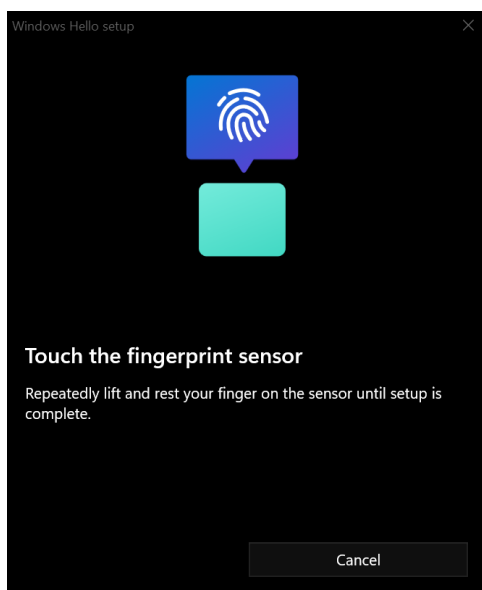 Windows Hello setup
Touch the fingerprint sensor
Repeatedly lift and rest your finger on the sensor until setup is
complete.
Cancel